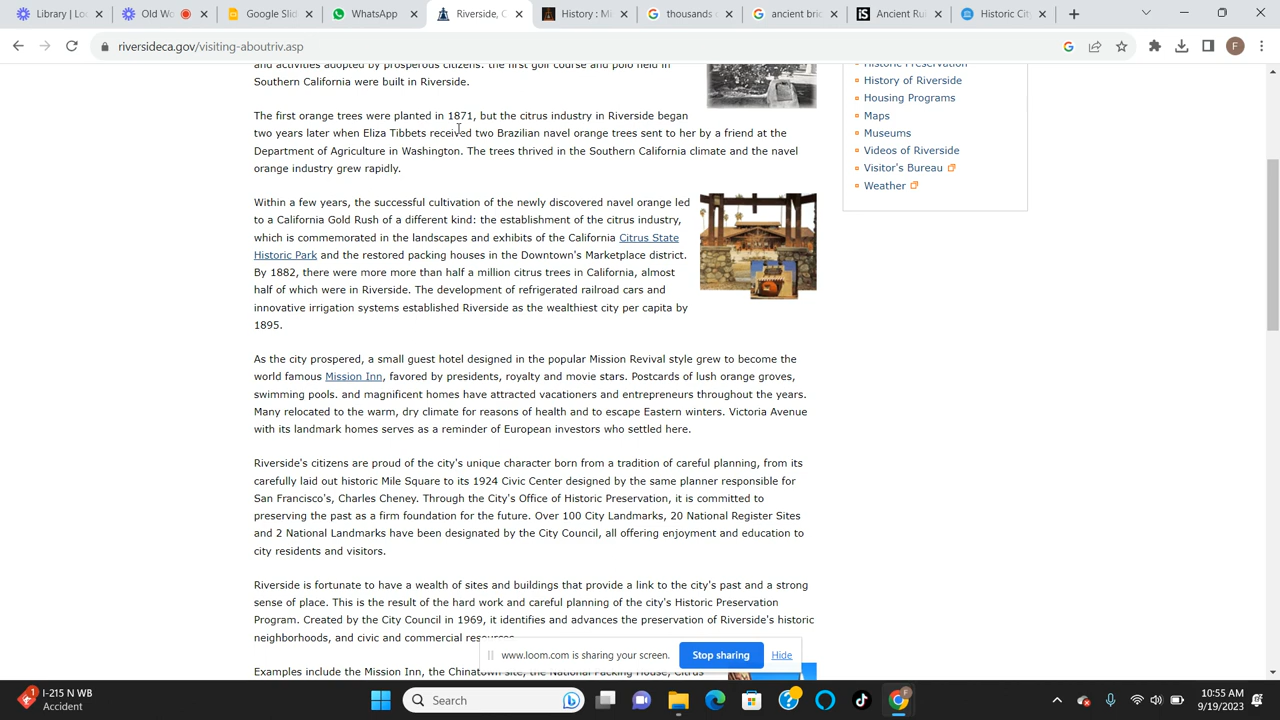 Library | Loo
Old Wo
Google Slid
WhatsApp
Riverside, C
History : Mi
thousands o
ancient bric
Ancient Rui
Historic City
riversideca.gov/visiting-aboutriv.asp
F
and activities adopted by prosperous citizens: the first golf course and polo field in
Southern California were built in Riverside.
The first orange trees were planted in 1871, but the citrus industry in Riverside began
two years later when Eliza Tibbets received two Brazilian navel orange trees sent to her by a friend at the
Department of Agriculture in Washington. The trees thrived in the Southern California climate and the navel
orange industry grew rapidly.
Within a few years, the successful cultivation of the newly discovered navel orange led
to a California Gold Rush of a different kind: the establishment of the citrus industry,
which is commemorated in the landscapes and exhibits of the California Citrus State
Historic Park and the restored packing houses in the Downtown's Marketplace district.
By 1882, there were more more than half a million citrus trees in California, almost
half of which were in Riverside. The development of refrigerated railroad cars and
innovative irrigation systems established Riverside as the wealthiest city per capita by
1895.
As the city prospered, a small guest hotel designed in the popular Mission Revival style grew to become the
world famous Mission Inn, favored by presidents, royalty and movie stars. Postcards of lush orange groves,
swimming pools. and magnificent homes have attracted vacationers and entrepreneurs throughout the years.
Many relocated to the warm, dry climate for reasons of health and to escape Eastern winters. Victoria Avenue
with its landmark homes serves as a reminder of European investors who settled here.
Riverside's citizens are proud of the city's unique character born from a tradition of careful planning, from its
carefully laid out historic Mile Square to its 1924 Civic Center designed by the same planner responsible for
San Francisco's, Charles Cheney. Through the City's Office of Historic Preservation, it is committed to
preserving the past as a firm foundation for the future. Over 100 City Landmarks, 20 National Register Sites
and 2 National Landmarks have been designated by the City Council, all offering enjoyment and education to
city residents and visitors.
Riverside is fortunate to have a wealth of sites and buildings that provide a link to the city's past and a strong
sense of place. This is the result of the hard work and careful planning of the city's Historic Preservation
Program. Created by the City Council in 1969, it identifies and advances the preservation of Riverside's historic
neighborhoods, and civic and commercial resources.
Examples include the Mission Inn, the Chinatown site, the National Packing House, Citrus
Historic Preservation
History of Riverside
Housing Programs
Maps
Museums
Videos of Riverside
Visitor's Bureau
Weather
www.loom.com is sharing your screen.
Stop sharing
Hide
I-215 N WB
Accident
Search
10:55 AM
9/19/2023